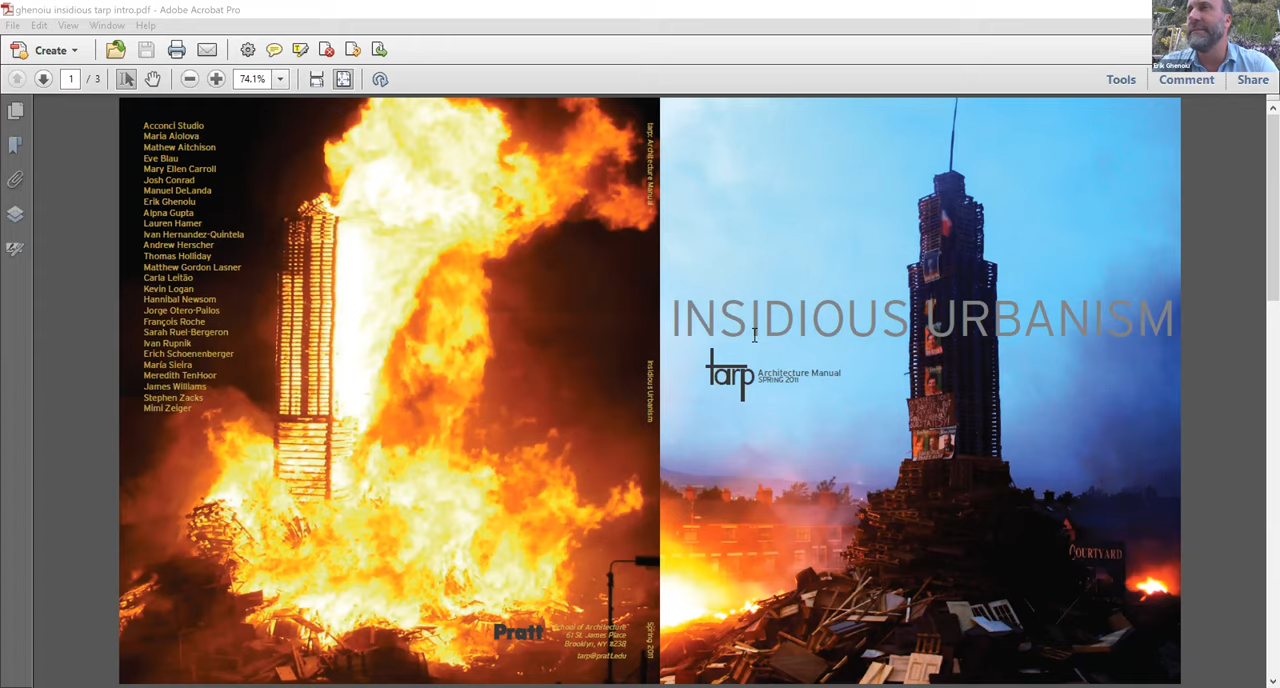 ghenoiu insidious tarp intro.pdf - Adobe Acrobat Pro
File Edit View Window Help
Create
1 / 3
74.1%
Tools Comment Share
Erik Ghenoiu
Acconci Studio
Maria Aiolova
Mathew Aitchison
Eve Blau
Mary Ellen Carroll
Josh Conrad
Manuel DeLanda
Erik Ghenoiu
Alpna Gupta
Lauren Hamer
Ivan Hernandez-Quintela
Andrew Herscher
Thomas Holliday
Matthew Gordon Lasner
Carla Leitão
Kevin Logan
Hannibal Newsom
Jorge Otero-Pailos
François Roche
Sarah Ruel-Bergeron
Ivan Rupnik
Erich Schoenenberger
María Sieira
Meredith TenHoor
James Williams
Stephen Zacks
Mimi Zeiger
tarp: Architecture Manual
Insidious Urbanism
Spring 2011
Pratt
School of Architecture
61 St. James Place
Brooklyn, NY 11238
tarp@pratt.edu
INSIDIOUS URBANISM
tarp Architecture Manual
SPRING 2011
COURTYARD